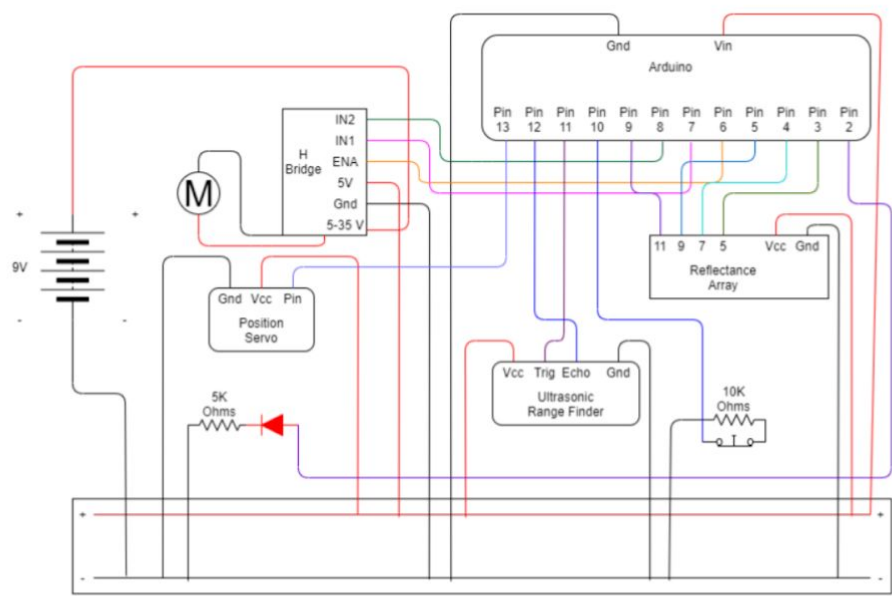 Gnd Vin
Arduino
Pin Pin Pin Pin Pin Pin Pin Pin Pin Pin Pin Pin
13 12 11 10 9 8 7 6 5 4 3 2
IN2
IN1
H
Bridge
ENA
5V
Gnd
5-35 V
M
+ +
9V
- -
Gnd Vcc Pin
Position
Servo
11 9 7 5 Vcc Gnd
Reflectance
Array
Vcc Trig Echo Gnd
Ultrasonic
Range Finder
5K
Ohms
10K
Ohms
+ +
- -